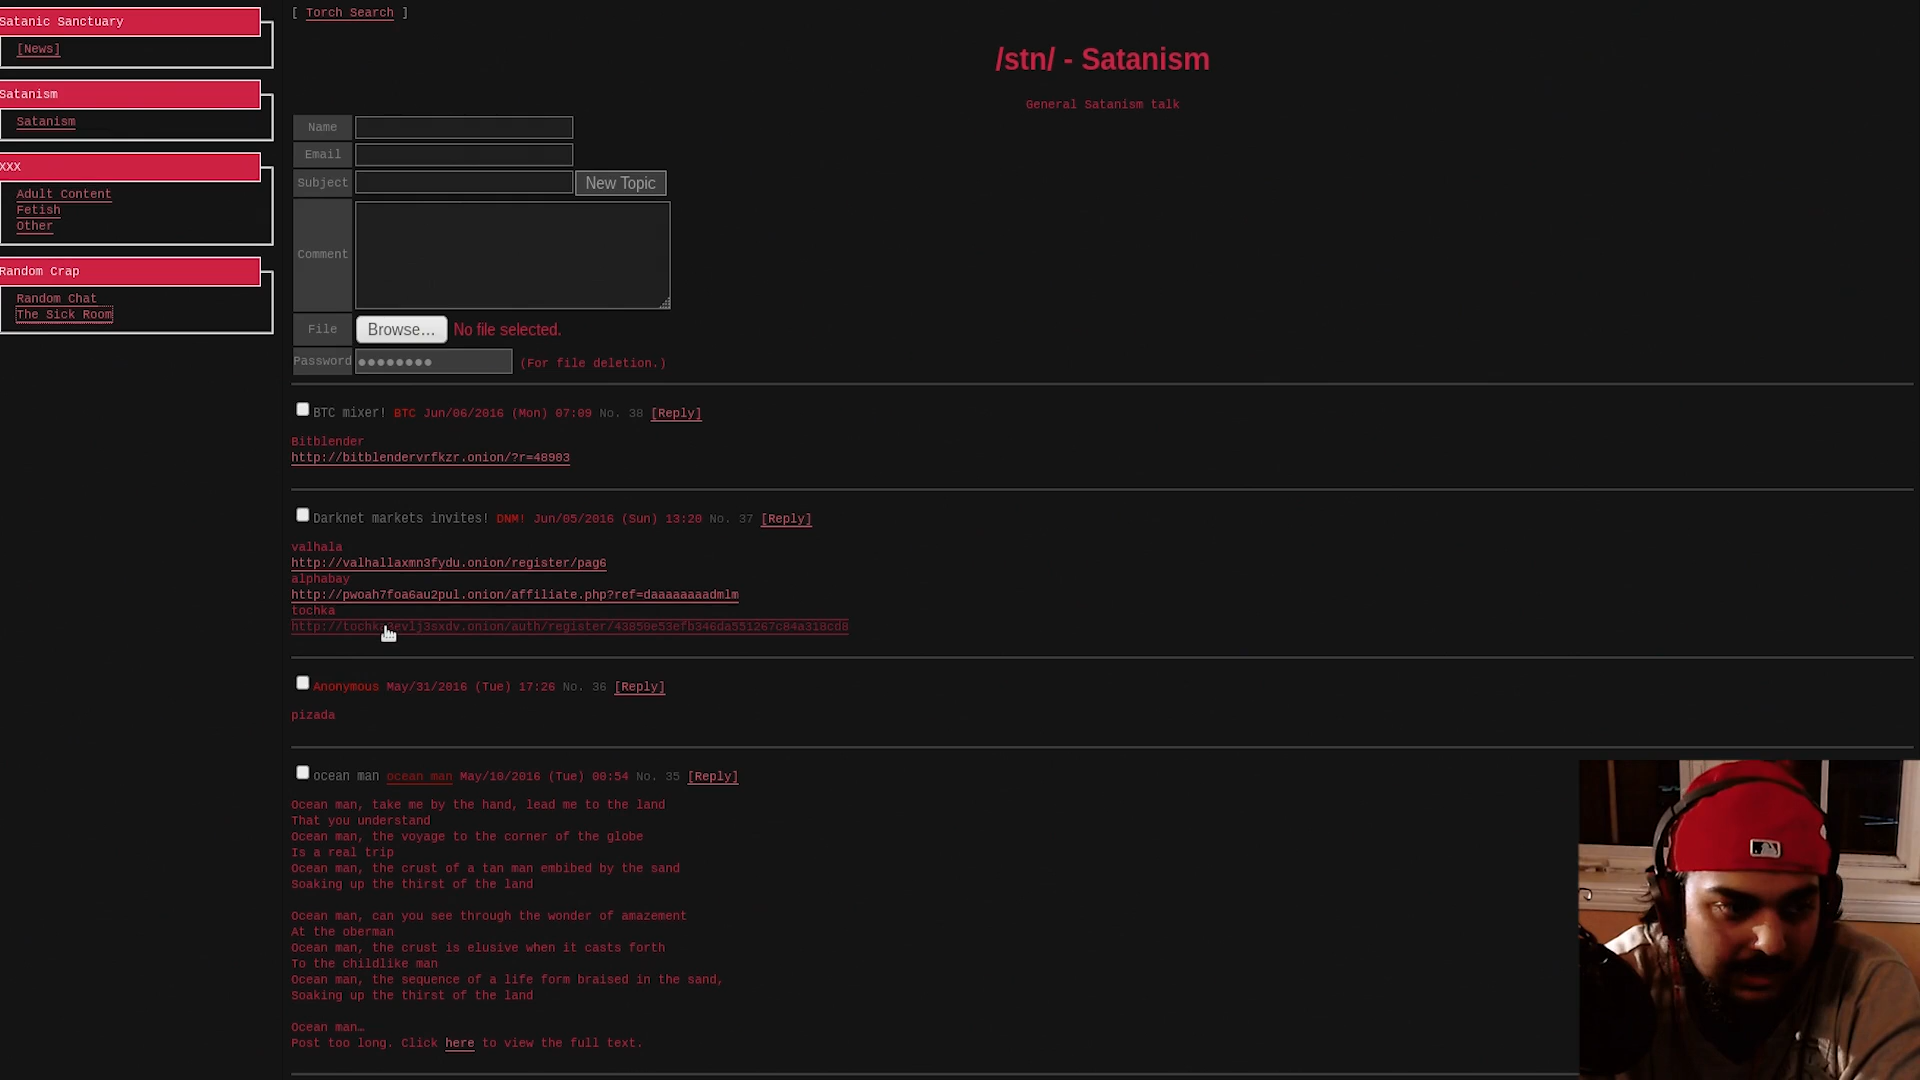 Satanic Sanctuary
[News]
Satanism
Satanism
xxx
Adult Content
Fetish
Other
Random Crap
Random Chat
The Sick Room
[ Torch Search ]
/stn/ - Satanism
General Satanism talk
Name
Email
Subject
New Topic
Comment
File
Browse...
No file selected.
Password
(For file deletion.)
BTC mixer! BTC Jun/06/2016 (Mon) 07:09 No. 38 [Reply]
Bitblender
http://bitblendervrfkzr.onion/?r=48903
Darknet markets invites! DNM! Jun/05/2016 (Sun) 13:20 No. 37 [Reply]
valhala
http://valhallaxmn3fydu.onion/register/pag6
alphabay
http://pwoah7foa6au2pul.onion/affiliate.php?ref=daaaaaaaadmlm
tochka
Anonymous May/31/2016 (Tue) 17:26 No. 36 [Reply]
pizada
ocean man ocean man May/10/2016 (Tue) 00:54 No. 35 [Reply]
Ocean man, take me by the hand, lead me to the land
That you understand
Ocean man, the voyage to the corner of the globe
Is a real trip
Ocean man, the crust of a tan man embibed by the sand
Soaking up the thirst of the land
Ocean man, can you see through the wonder of amazement
At the oberman
Ocean man, the crust is elusive when it casts forth
To the childlike man
Ocean man, the sequence of a life form braised in the sand,
Soaking up the thirst of the land
Ocean man…
Post too long. Click here to view the full text.